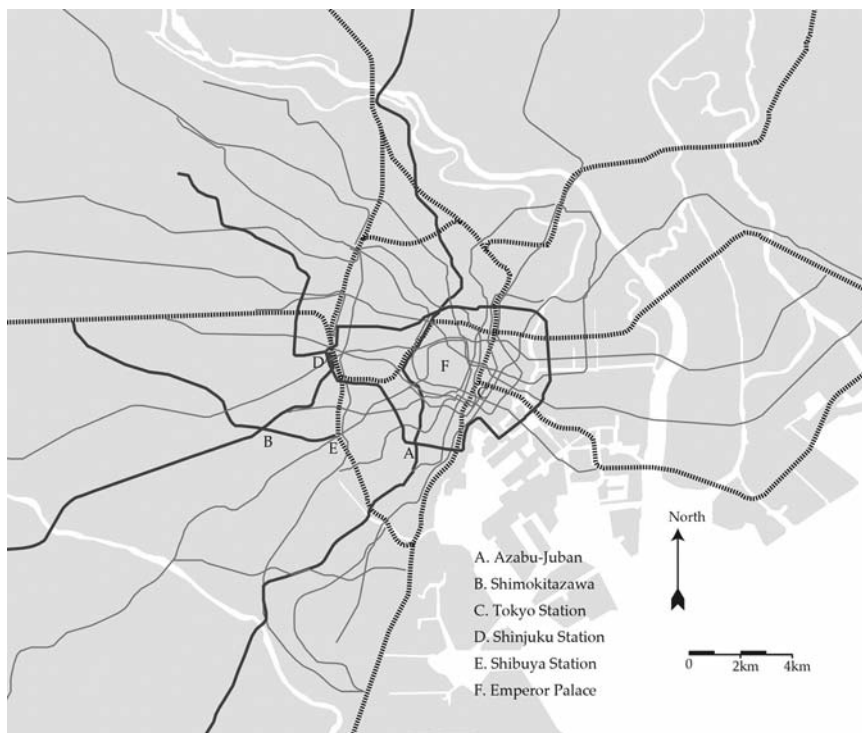 D
F
C
B
E
A
North
A. Azabu-Juban
B. Shimokitazawa
C. Tokyo Station
D. Shinjuku Station
E. Shibuya Station
F. Emperor Palace
0 2km 4km